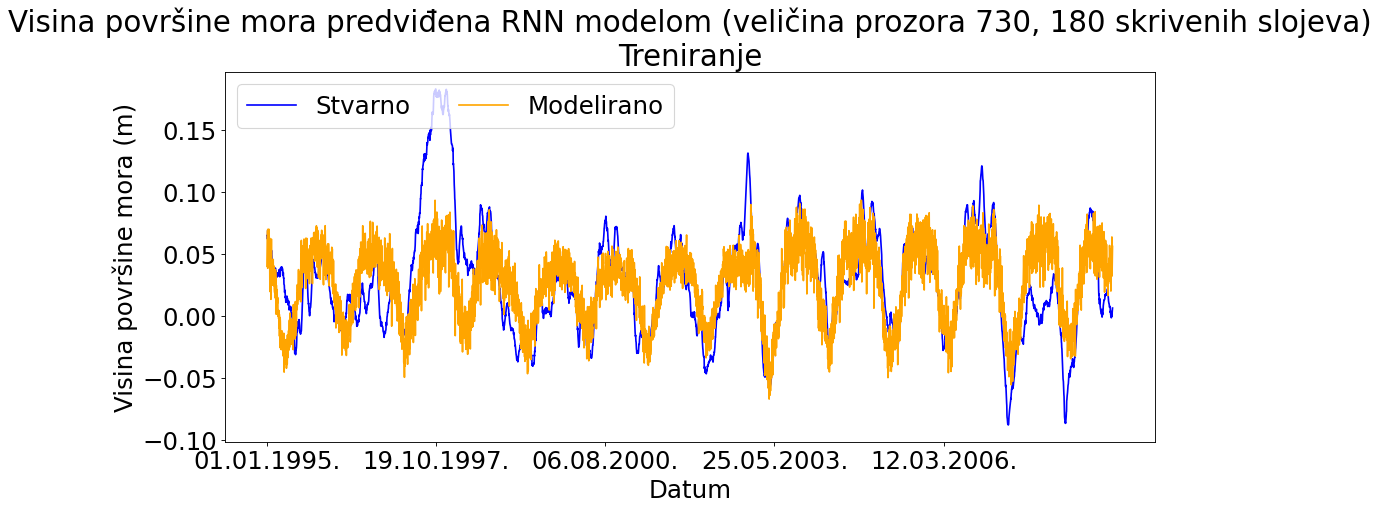 Visina površine mora predviđena RNN modelom (veličina prozora 730, 180 skrivenih slojeva)
Treniranje
Stvarno
Modelirano
Visina površine mora (m)
0.15
0.10
0.05
0.00
−0.05
−0.10
01.01.1995.
19.10.1997.
06.08.2000.
25.05.2003.
12.03.2006.
Datum